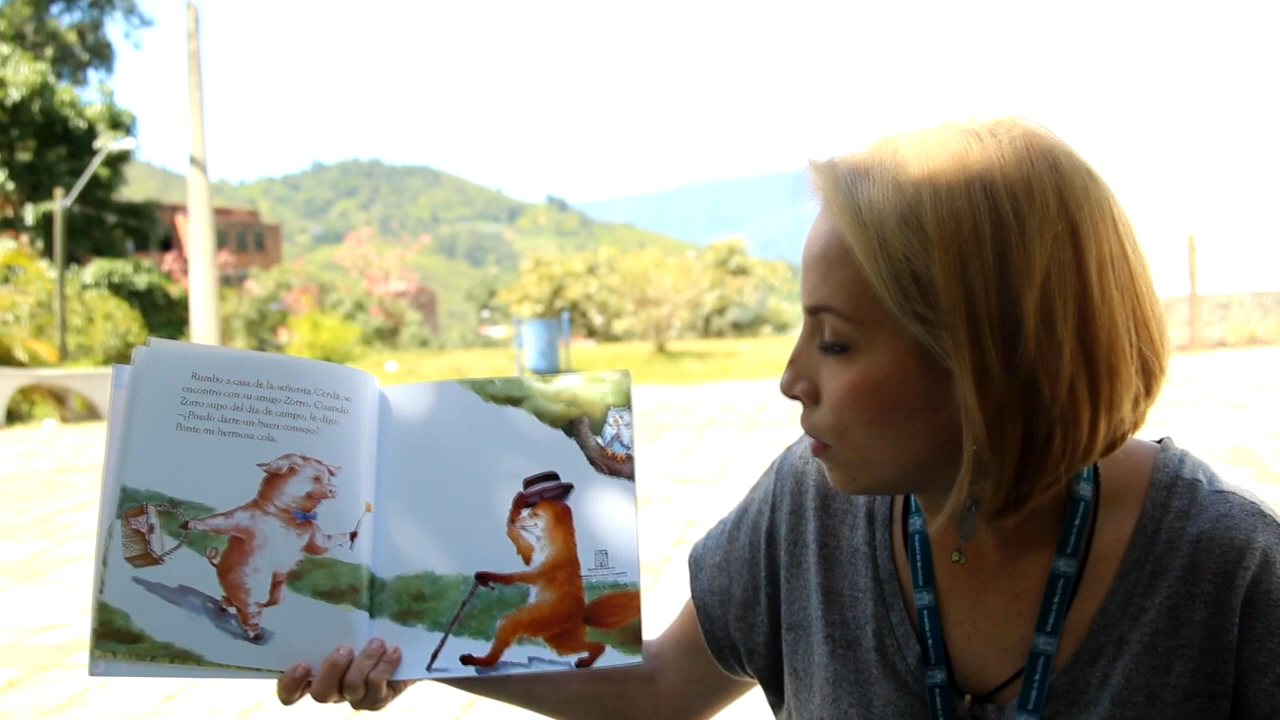 Rumbo a casa de la señorita Cerda, se
encontró con su amigo Zorro. Cuando
Zorro supo del día de campo, le dijo:
—¡Puedo darte un buen consejo!
Ponte mi hermosa cola.